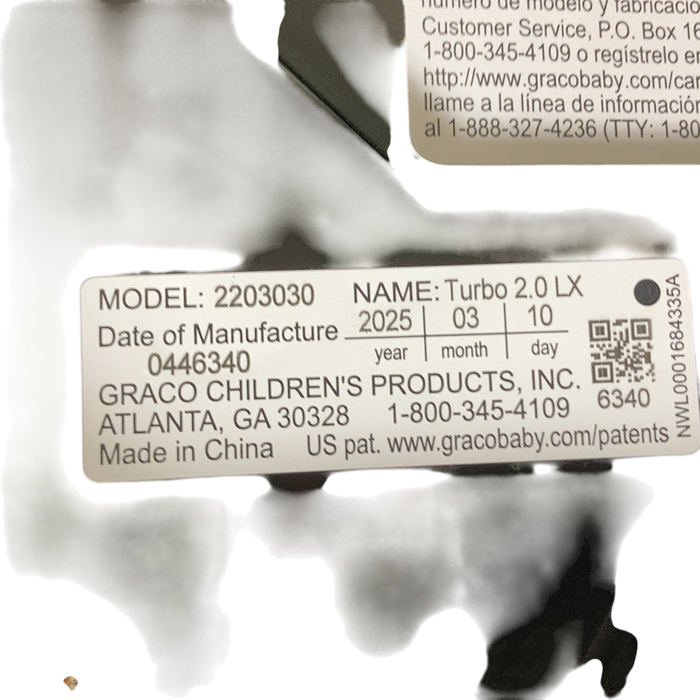 número de modelo y fabricació
Customer Service, P.O. Box 16
1-800-345-4109 o regístrelo en
http://www.gracobaby.com/car
llame a la línea de información
al 1-888-327-4236 (TTY: 1-80
MODEL: 2203030 NAME: Turbo 2.0 LX
Date of Manufacture 2025 03 10
year month day
0446340
GRACO CHILDREN'S PRODUCTS, INC.
6340
ATLANTA, GA 30328 1-800-345-4109
Made in China US pat. www.gracobaby.com/patents
NWL0001684335A